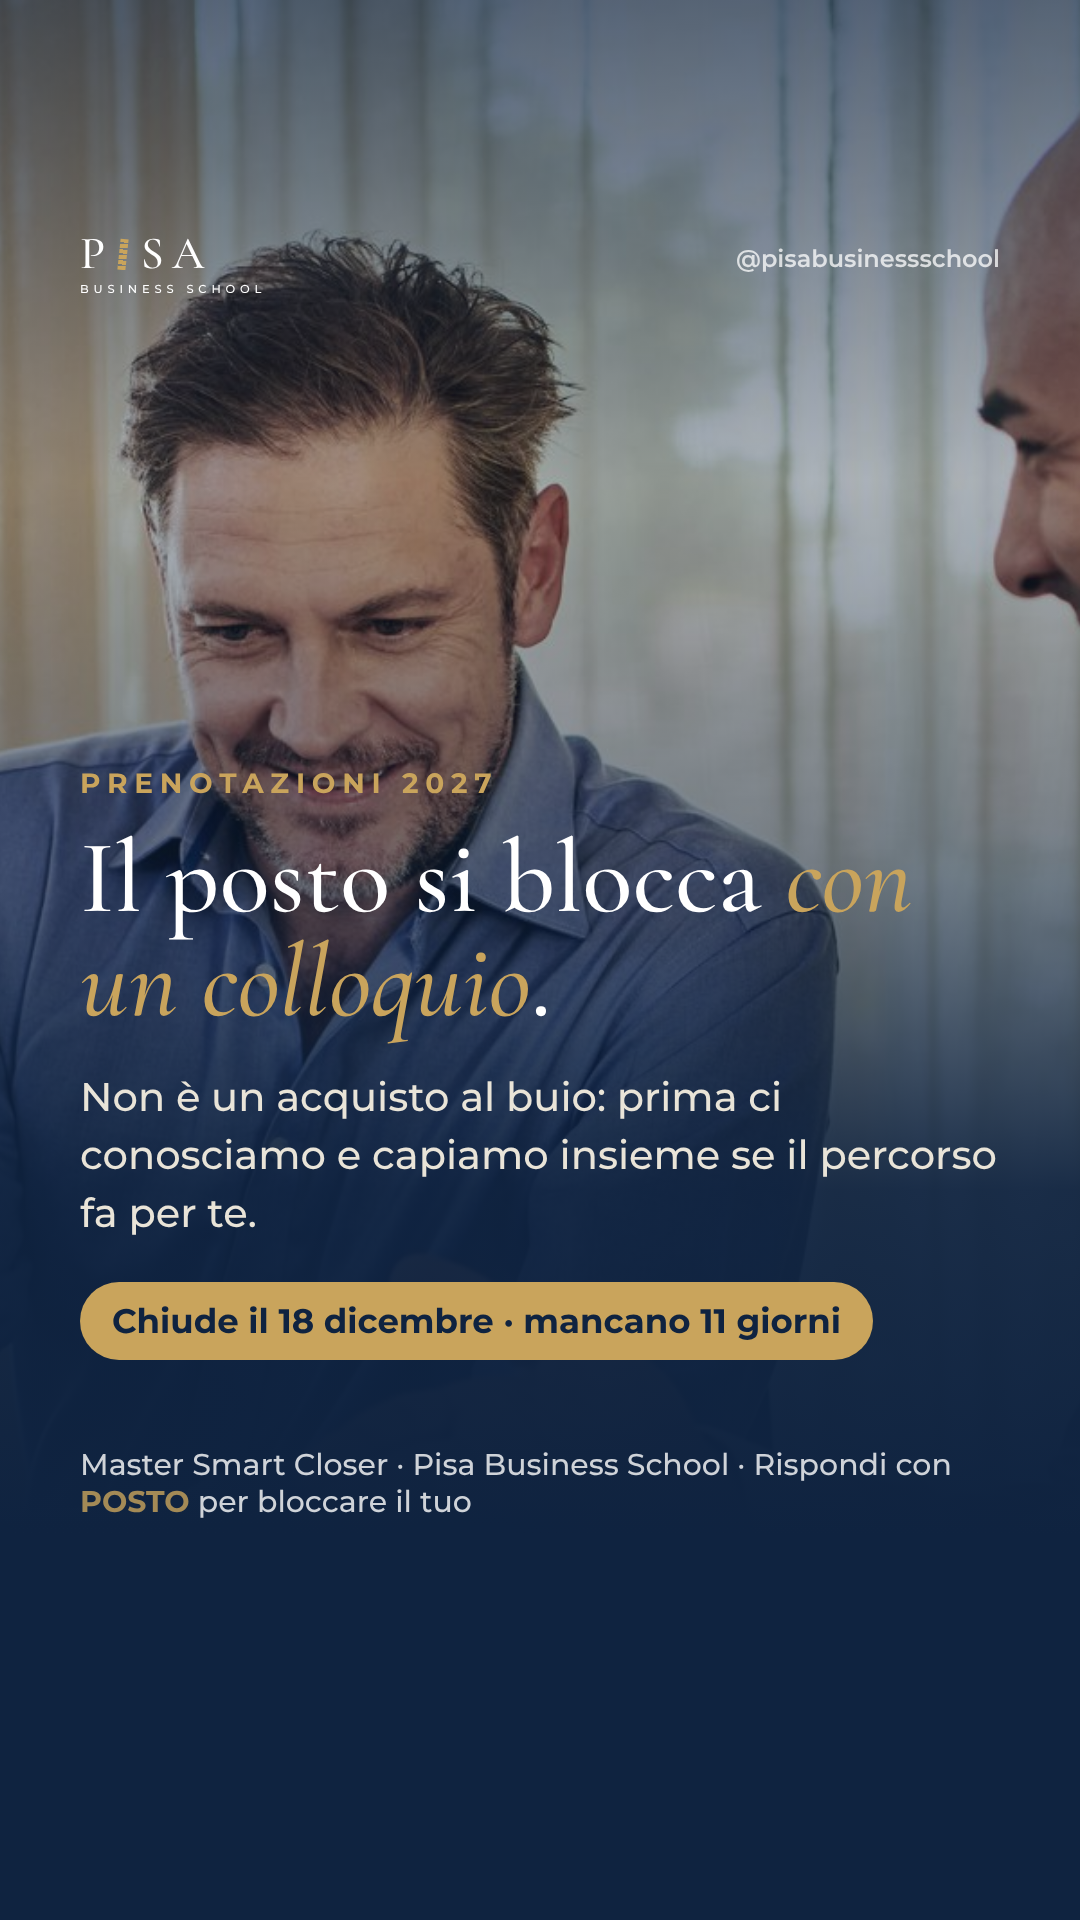 PISA
BUSINESS SCHOOL
@pisabusinessschool
PRENOTAZIONI 2027
Il posto si blocca con
un colloquio.
Non è un acquisto al buio: prima ci
conosciamo e capiamo insieme se il percorso
fa per te.
Chiude il 18 dicembre · mancano 11 giorni
Master Smart Closer · Pisa Business School · Rispondi con
POSTO per bloccare il tuo